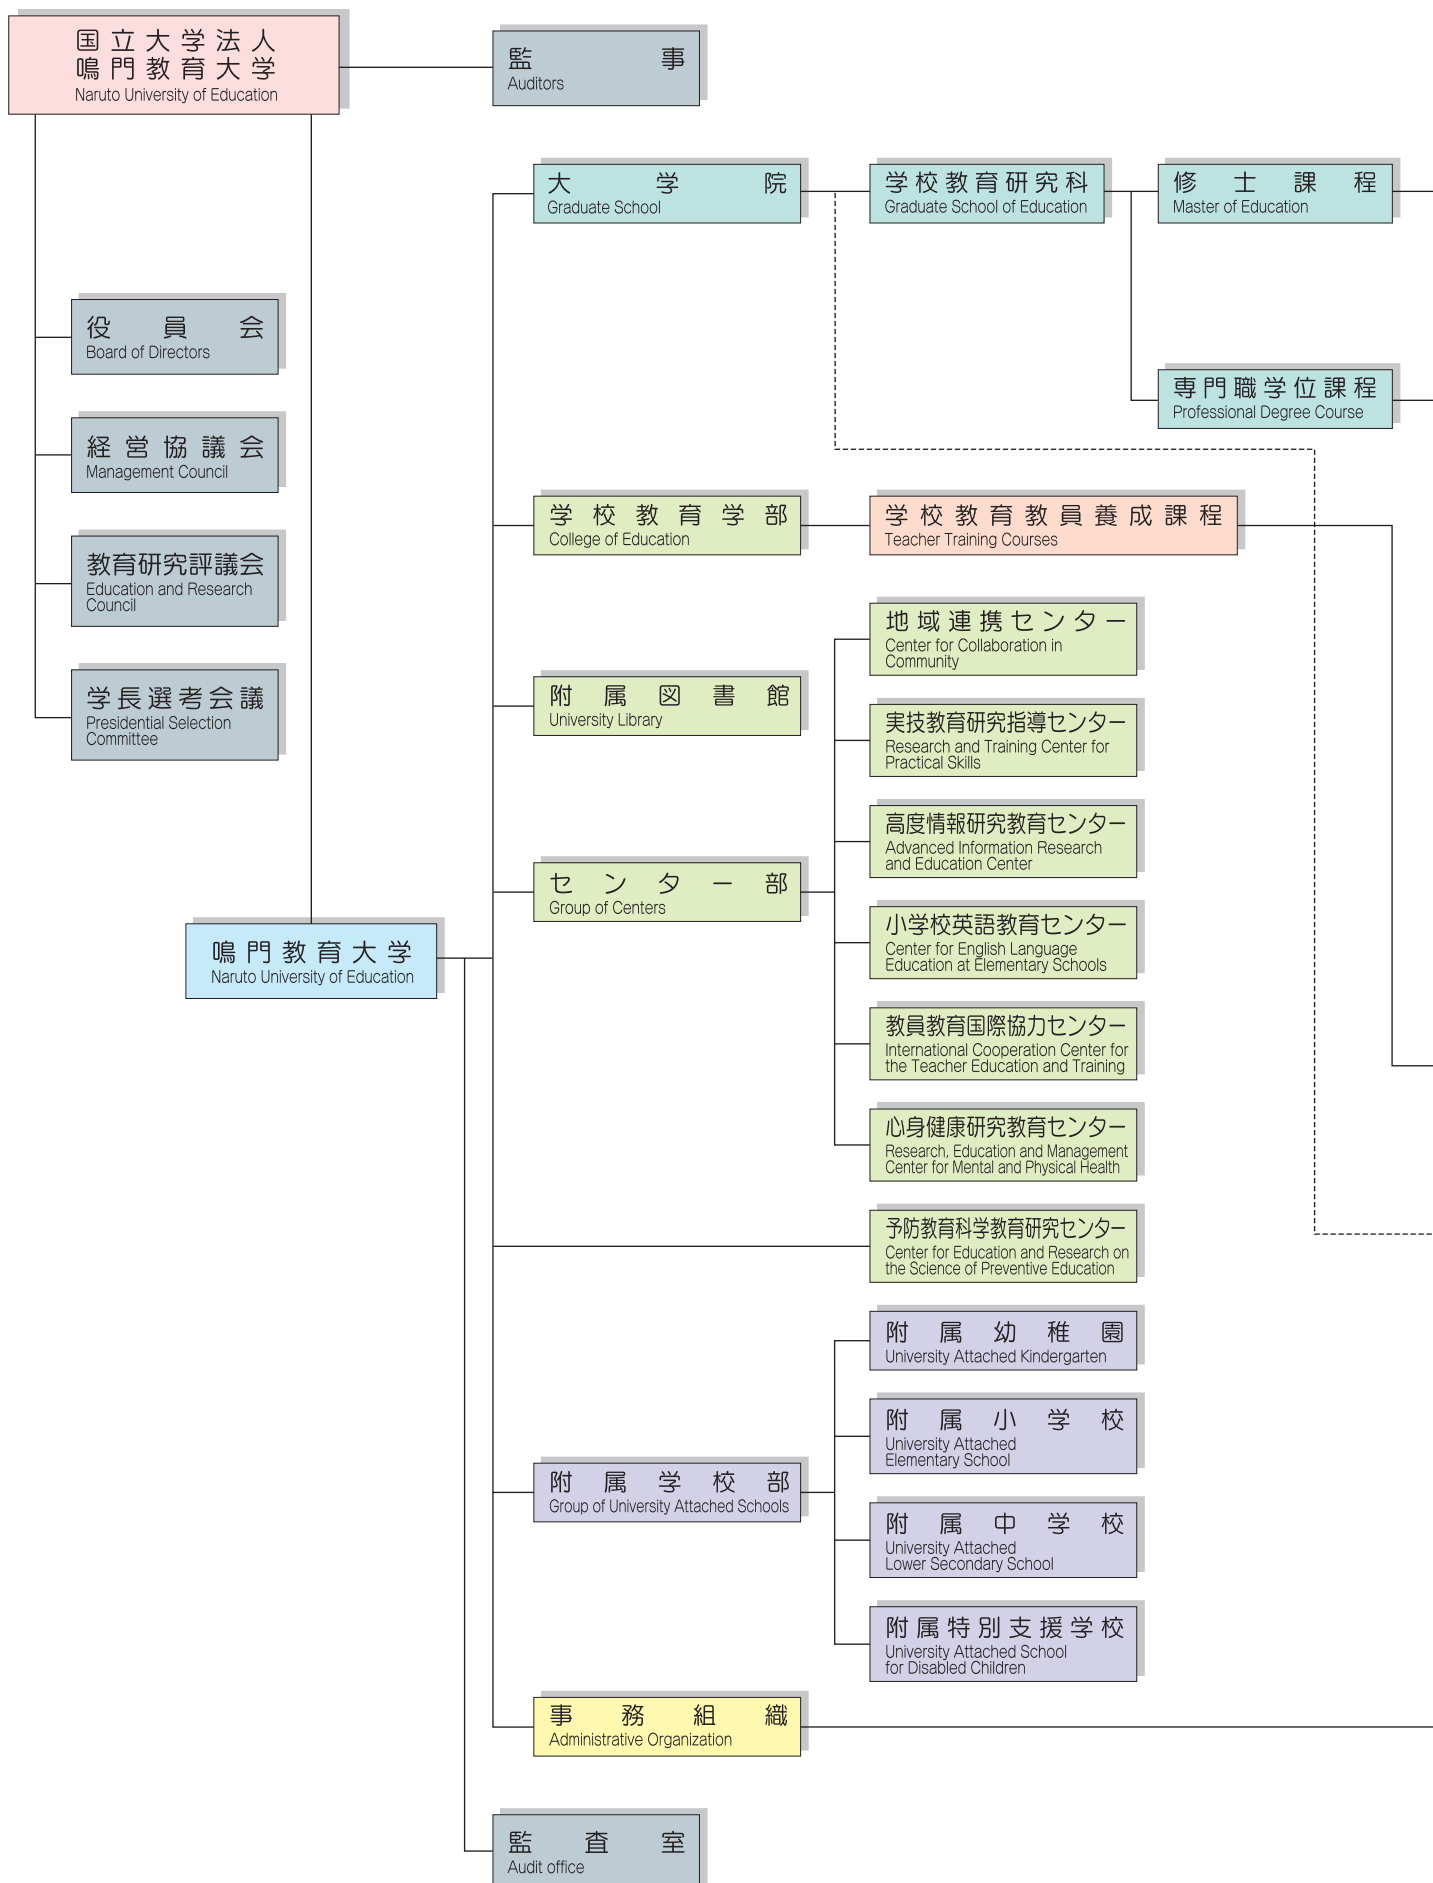 国立大学法人
鳴門教育大学
Naruto University of Education
監事
Auditors
役員会
Board of Directors
経営協議会
Management Council
教育研究評議会
Education and Research
Council
学長選考会議
Presidential Selection
Committee
鳴門教育大学
Naruto University of Education
大学院
Graduate School
学校教育研究科
Graduate School of Education
修士課程
Master of Education
専門職学位課程
Professional Degree Course
学校教育学部
College of Education
学校教育教員養成課程
Teacher Training Courses
附属図書館
University Library
センター部
Group of Centers
地域連携センター
Center for Collaboration in
Community
実技教育研究指導センター
Research and Training Center for
Practical Skills
高度情報研究教育センター
Advanced Information Research
and Education Center
小学校英語教育センター
Center for English Language
Education at Elementary Schools
教員教育国際協力センター
International Cooperation Center for
the Teacher Education and Training
心身健康研究教育センター
Research, Education and Management
Center for Mental and Physical Health
予防教育科学教育研究センター
Center for Education and Research on
the Science of Preventive Education
附属学校部
Group of University Attached Schools
附属幼稚園
University Attached Kindergarten
附属小学校
University Attached
Elementary School
附属中学校
University Attached
Lower Secondary School
附属特別支援学校
University Attached School
for Disabled Children
事務組織
Administrative Organization
監査室
Audit office